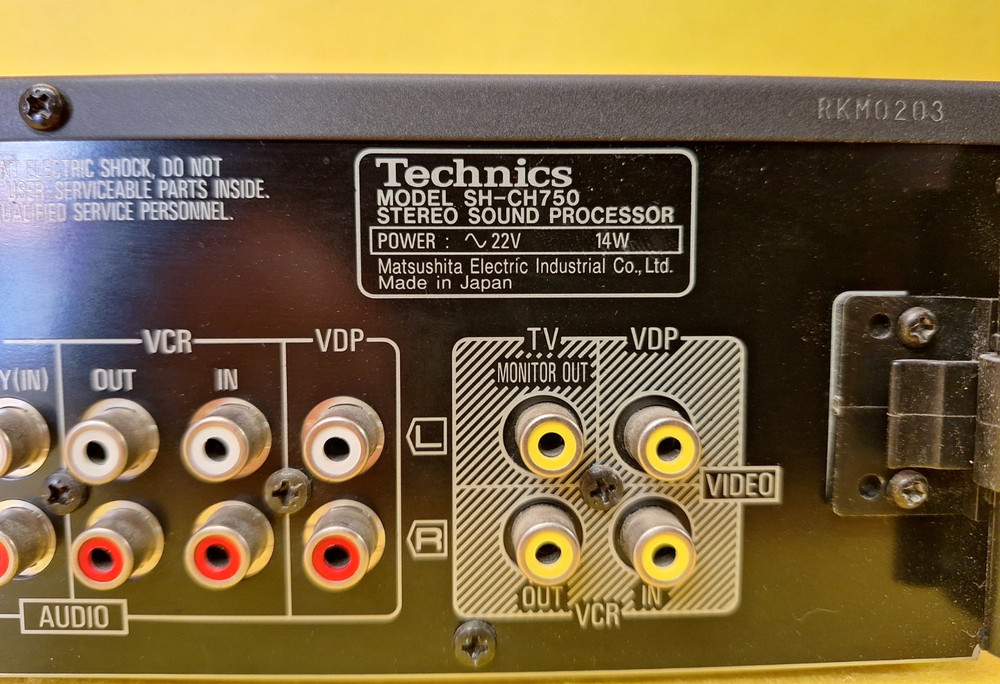 RKM0203
ELECTRIC SHOCK, DO NOT
USER-SERVICEABLE PARTS INSIDE.
QUALIFIED SERVICE PERSONNEL.
Technics
MODEL SH-CH750
STEREO SOUND PROCESSOR
POWER : ∿ 22V 14W
Matsushita Electric Industrial Co., Ltd.
Made in Japan
VCR VDP
Y(IN) OUT IN
L
R
AUDIO
TV VDP
MONITOR OUT
VIDEO
OUT IN
VCR